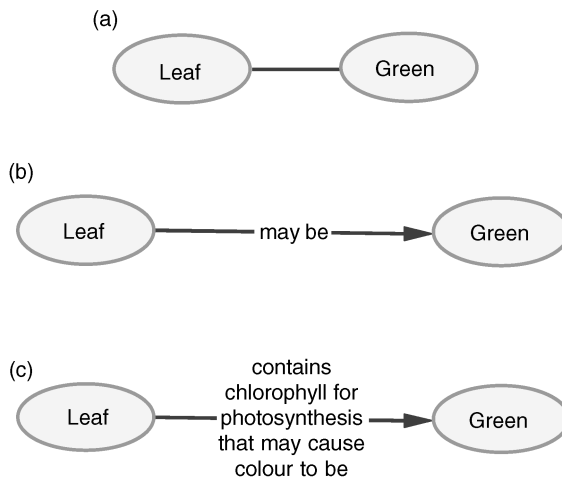 (a)
Leaf Green
(b)
Leaf may be Green
(c)
contains
chlorophyll for
Leaf photosynthesis Green
that may cause
colour to be